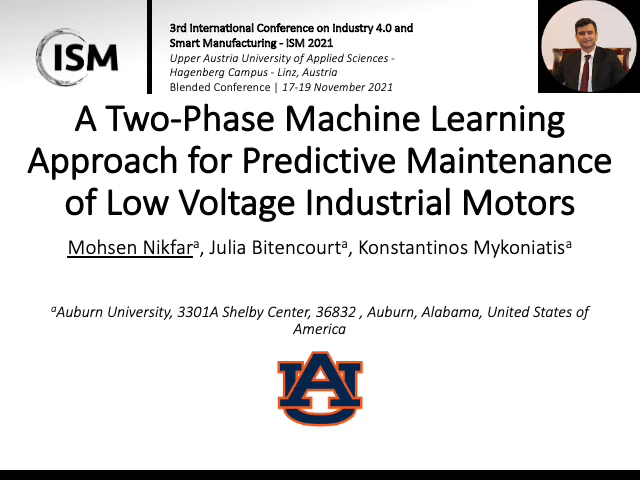 ISM
3rd International Conference on Industry 4.0 and
Smart Manufacturing - ISM 2021
Upper Austria University of Applied Sciences -
Hagenberg Campus - Linz, Austria
Blended Conference | 17-19 November 2021
A Two-Phase Machine Learning
Approach for Predictive Maintenance
of Low Voltage Industrial Motors
Mohsen Nikfarᵃ, Julia Bitencourtᵃ, Konstantinos Mykoniatisᵃ
ᵃAuburn University, 3301A Shelby Center, 36832 , Auburn, Alabama, United States of
America
AU